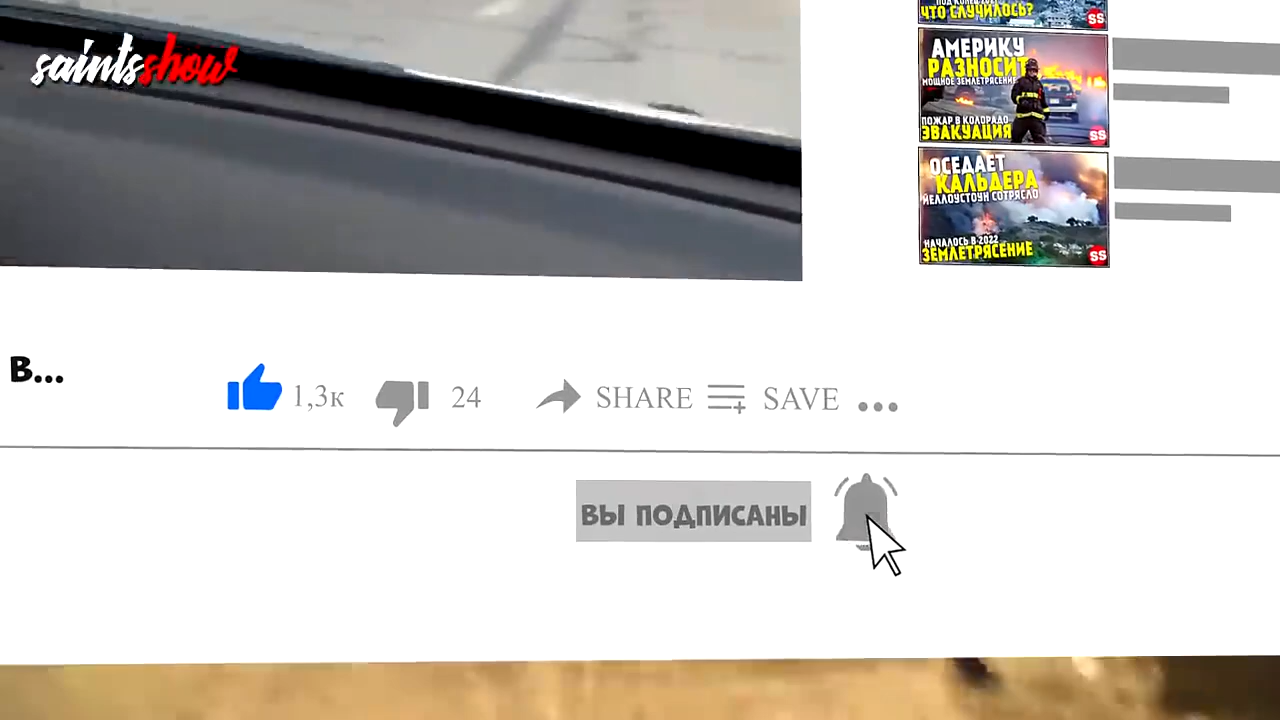 saintsshow
ЧТО СЛУЧИЛОСЬ?
SS
АМЕРИКУ
РАЗНОСИТ
МОЩНОЕ ЗЕМЛЕТРЯСЕНИЕ
ПОЖАР В КОЛОРАДО
ЭВАКУАЦИЯ
SS
ОСЕДАЕТ
КАЛЬДЕРА
ЙЕЛЛОУСТОУН СОТРЯСЛО
НАЧАЛОСЬ В 2022
ЗЕМЛЕТРЯСЕНИЕ
SS
В...
1,3к 24 SHARE SAVE
ВЫ ПОДПИСАНЫ